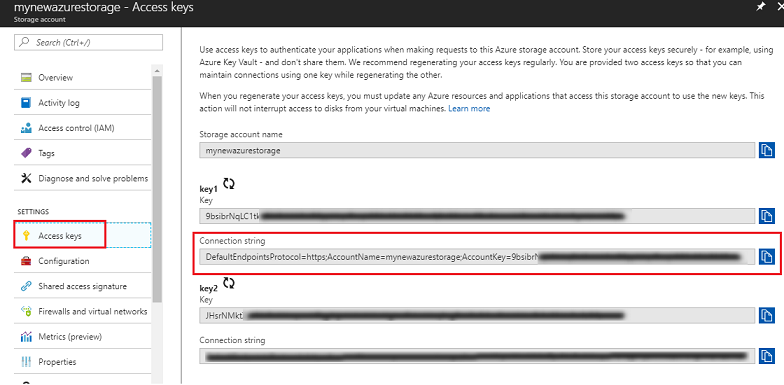 mynewazurestorage - Access keys
Storage account
Search (Ctrl+/)
Overview
Activity log
Access control (IAM)
Tags
Diagnose and solve problems
SETTINGS
Access keys
Configuration
Shared access signature
Firewalls and virtual networks
Metrics (preview)
Properties
Use access keys to authenticate your applications when making requests to this Azure storage account. Store your access keys securely - for example, using
Azure Key Vault - and don't share them. We recommend regenerating your access keys regularly. You are provided two access keys so that you can
maintain connections using one key while regenerating the other.
When you regenerate your access keys, you must update any Azure resources and applications that access this storage account to use the new keys. This
action will not interrupt access to disks from your virtual machines. Learn more
Storage account name
mynewazurestorage
key1
Key
9bsibrNqLC1tk
Connection string
DefaultEndpointsProtocol=https;AccountName=mynewazurestorage;AccountKey=9bsibrN
key2
Key
JHsrNMkt
Connection string